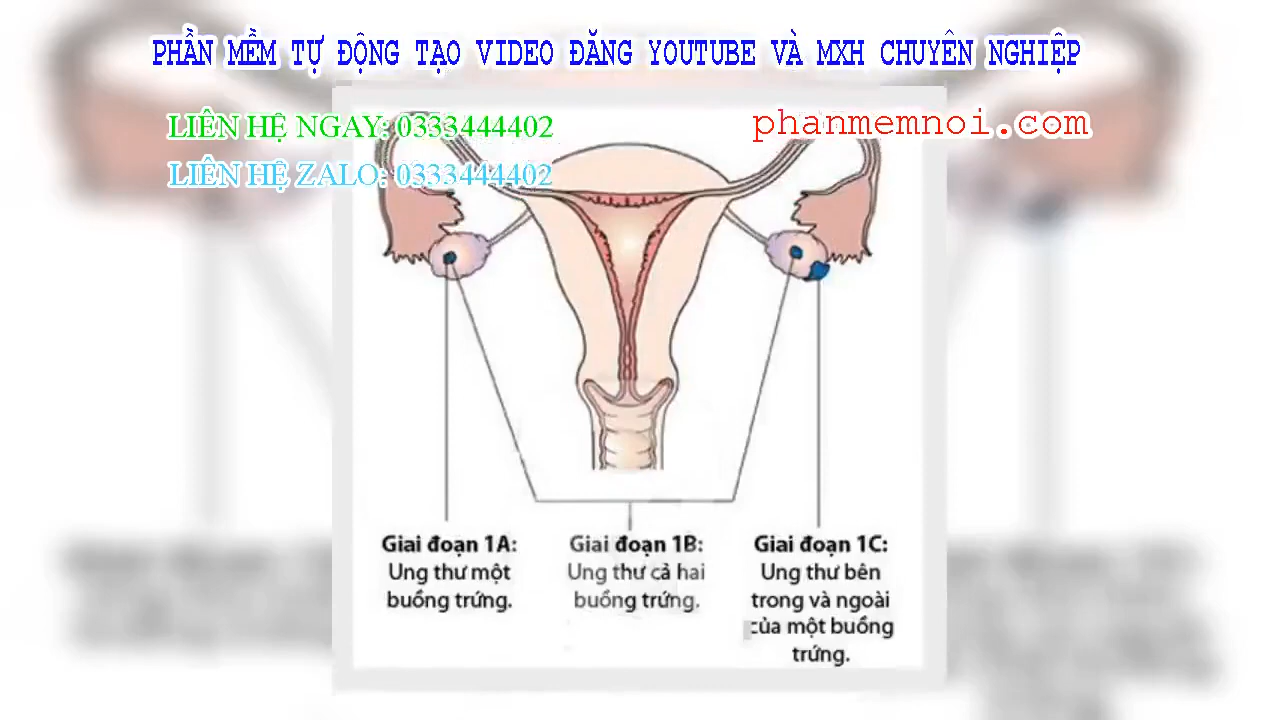 PHẦN MỀM TỰ ĐỘNG TẠO VIDEO ĐĂNG YOUTUBE VÀ MXH CHUYÊN NGHIỆP
LIÊN HỆ NGAY: 0333444402
phanmemnoi.com
LIÊN HỆ ZALO: 0333444402
Giai đoạn 1A:
Ung thư một
buồng trứng.
Giai đoạn 1B:
Ung thư cả hai
buồng trứng.
Giai đoạn 1C:
Ung thư bên
trong và ngoài
của một buồng
trứng.